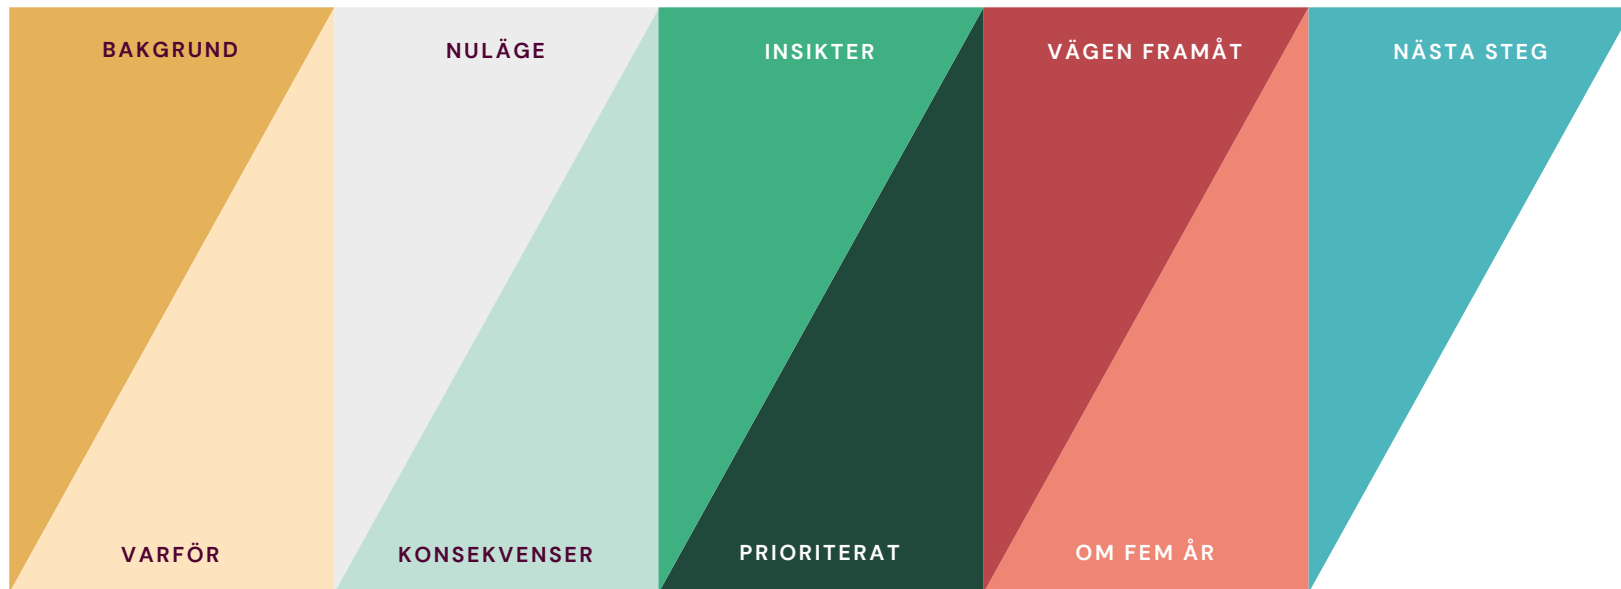 BAKGRUND
NULÄGE
INSIKTER
VÄGEN FRAMÅT
NÄSTA STEG
VARFÖR
KONSEKVENSER
PRIORITERAT
OM FEM ÅR